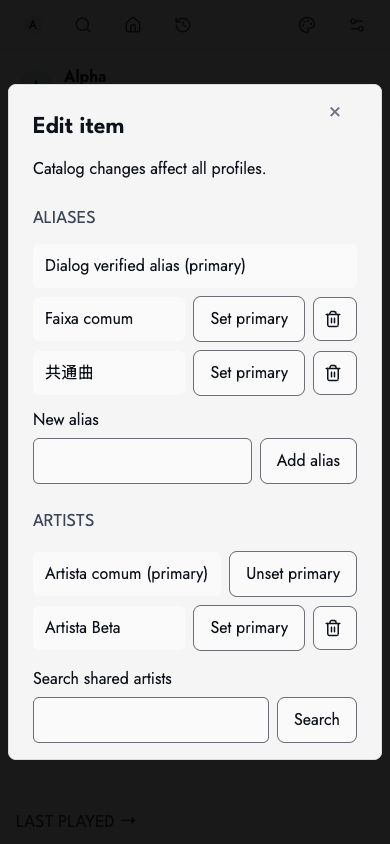 A
Alpha
Edit item
Catalog changes affect all profiles.
ALIASES
Dialog verified alias (primary)
Faixa comum
Set primary
共通曲
Set primary
New alias
Add alias
ARTISTS
Artista comum (primary)
Unset primary
Artista Beta
Set primary
Search shared artists
Search
LAST PLAYED →